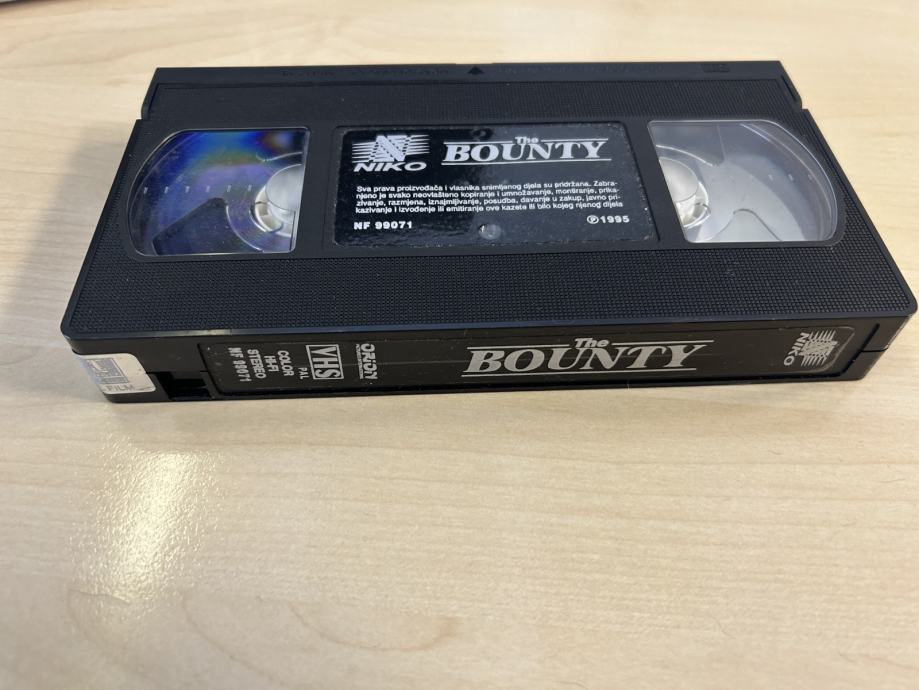 NIKO
The
BOUNTY
Sva prava proizvođača i vlasnika snimljenog djela su pridržana. Zabra-
njeno je svako neovlašteno kopiranje i umnožavanje, montiranje, prika-
zivanje, razmjena, iznajmljivanje, posudba, davanje u zakup, javno pri-
kazivanje i izvođenje ili emitiranje ove kazete ili bilo kojeg njenog dijela
NF 99071
℗ 1995
COLOR
HI-FI
STEREO
NF 99071
PAL
VHS
ORION
The
BOUNTY
NIKO
FILM